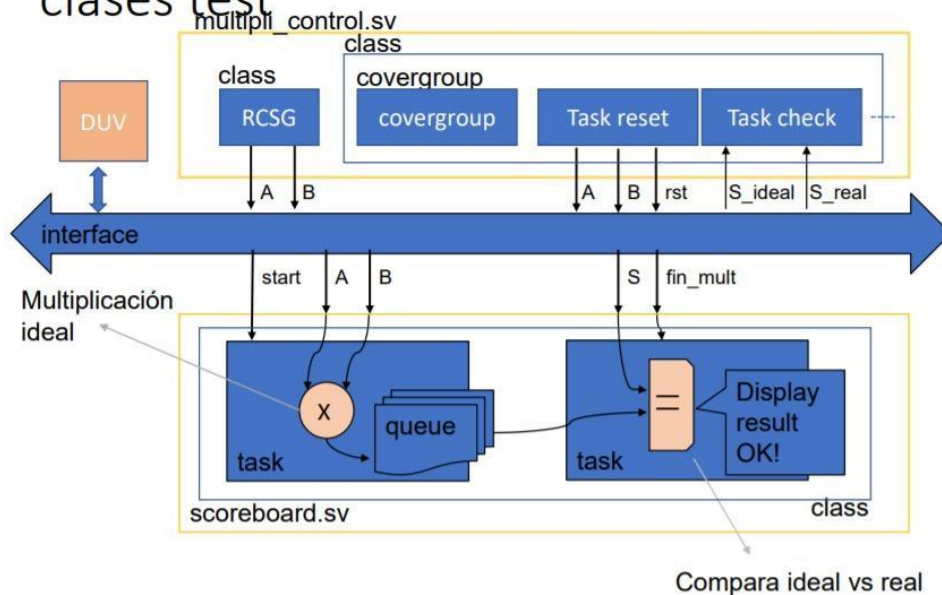 clases test
multipli_control.sv
class
class
covergroup
DUV
RCSG
covergroup
Task reset
Task check
A
B
A
B
rst
S_ideal
S_real
interface
start
A
B
S
fin_mult
Multiplicación
ideal
X
queue
task
=
task
Display
result
OK!
scoreboard.sv
class
Compara ideal vs real